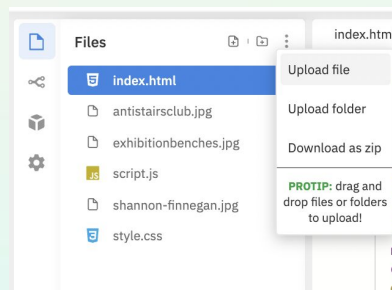 Files
index.htm
index.html
antistairsclub.jpg
exhibitionbenches.jpg
JS script.js
shannon-finnegan.jpg
style.css
Upload file
Upload folder
Download as zip
PROTIP: drag and
drop files or folders
to upload!